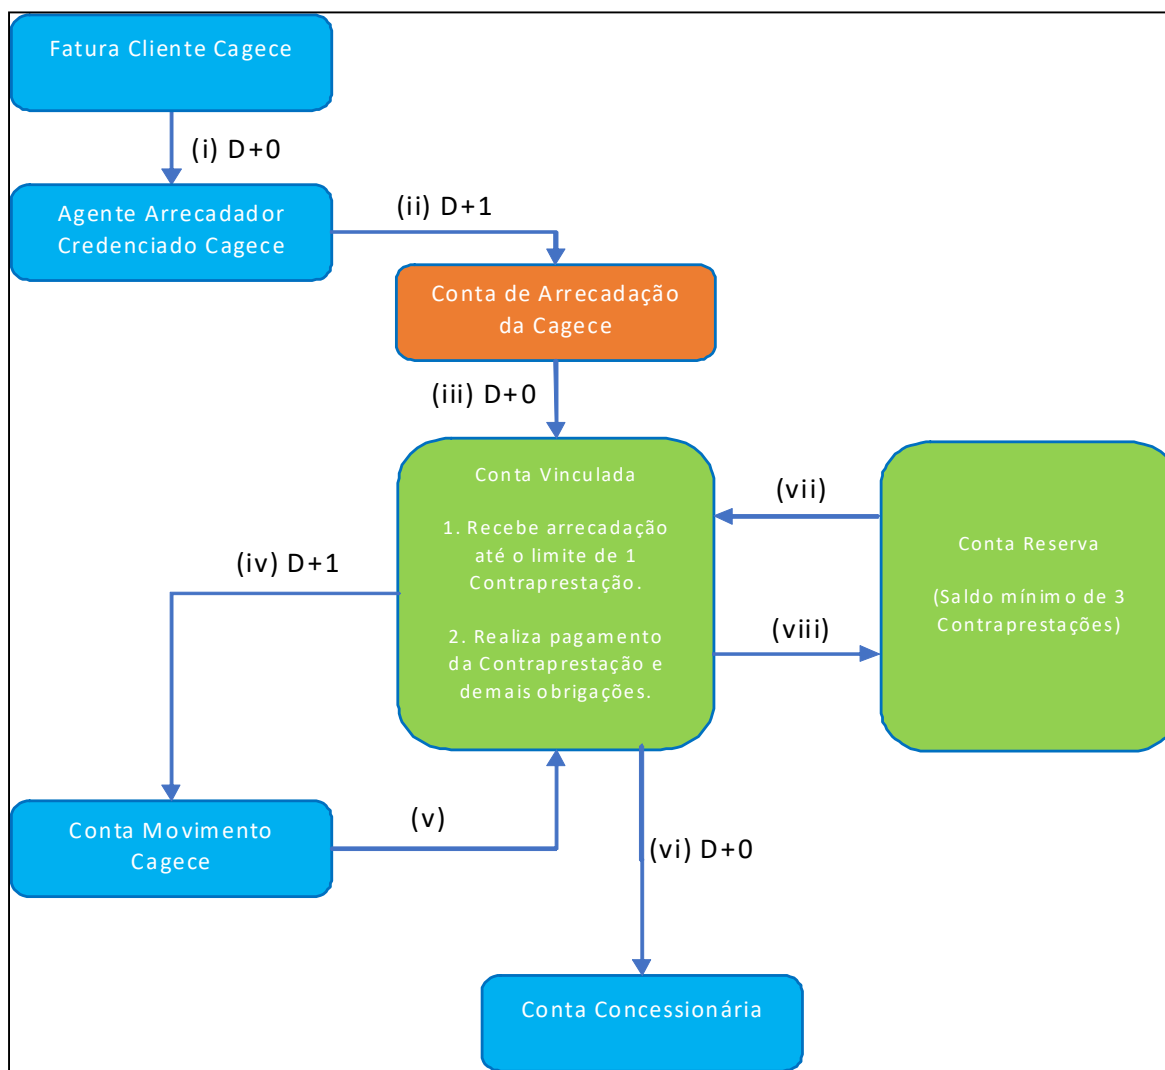 Fatura Cliente Cagece
(i) D+0
Agente Arrecadador
Credenciado Cagece
(ii) D+1
Conta de Arrecadação
da Cagece
(iii) D+0
Conta Vinculada
1. Recebe arrecadação
até o limite de 1
Contraprestação.
2. Realiza pagamento
da Contraprestação e
demais obrigações.
(vii)
(viii)
Conta Reserva
(Saldo mínimo de 3
Contraprestações)
(iv) D+1
Conta Movimento
Cagece
(v)
(vi) D+0
Conta Concessionária